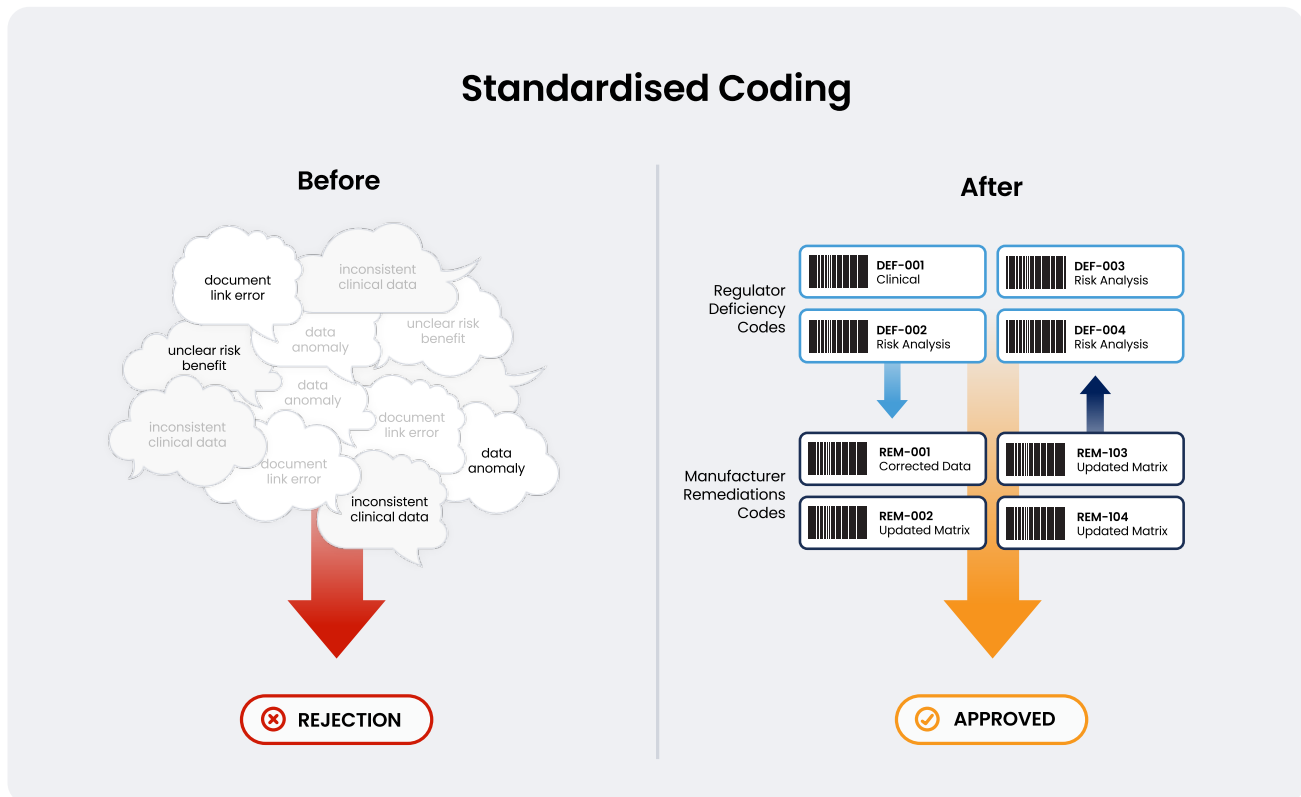 Standardised Coding
Before
document
link error
inconsistent
clinical data
data
anomaly
unclear risk
benefit
unclear risk
benefit
data
anomaly
document
link error
inconsistent
clinical data
document
link error
data
anomaly
inconsistent
clinical data
REJECTION
After
Regulator
Deficiency
Codes
DEF-001
Clinical
DEF-003
Risk Analysis
DEF-002
Risk Analysis
DEF-004
Risk Analysis
Manufacturer
Remediations
Codes
REM-001
Corrected Data
REM-103
Updated Matrix
REM-002
Updated Matrix
REM-104
Updated Matrix
APPROVED